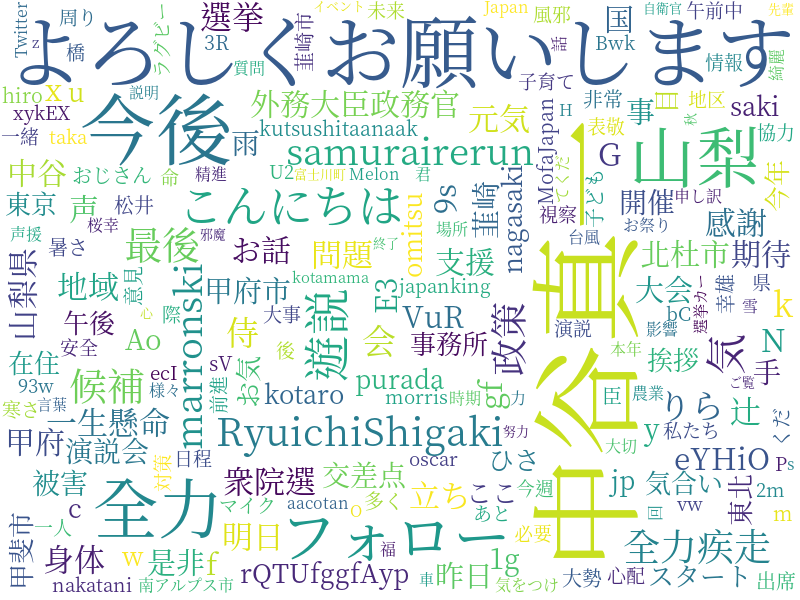 Twitter
周り
3R
選挙
韮崎市
イベント
未来
Japan
風邪
国
Bwk
自衛官
午前中
先輩
z
橋
ラグビー
質問
話
情報
綺麗
よろしくお願いします
hiro
xu
説明
子育て
xykEX
今後
外務大臣政務官
元気
非常
事
目
地区
saki
一緒
taka
kutsushitaanaak
雨
H
表敬
秋
協力
中谷
おじさん
命
精進
samurairerun
U2
富士川町
Melon
君
MofaJapan
てくだ
G
山梨
今年
東京
声
松井
こんにちは
9s
nagasaki
場所
韮崎
視察
子ども
開催
申し訳
お祭り
感謝
声援
桜幸
邪魔
最後
お話
問題
終了
omitsu
支援
台風
北杜市
期待
山梨県
暑さ
意見
marronski
kotamama
地域
甲府市
大事
E3
japanking
大会
幸雄
県
午後
際
侍
会
VuR
政策
bC
選挙カー
雪
安全
心
Ao
遊説
後
事務所
演説
影響
k
在住
ecI
sV
お気
本年
挨拶
気
N
93w
候補
様々
前進
purada
gf
臣
農業
ご覧
手
寒さ
言葉
一生懸命
kotaro
morris
時期
力
りら
辻
くだ
甲府
演説会
RyuichiShigaki
努力
大切
y
私たち
日程
oscar
ひさ
中谷真一
eYHiO
Ps
被害
対策
衆院選
交差点
ここ
今週
jp
気合い
東北
2m
c
全力
マイク
aacotan
o
多く
立ち
あと
必要
回
vw
m
甲斐市
一人
フォロー
明日
全力疾走
身体
w
是非
f
福
1g
nakatani
南アルプス市
rQTUfggfAyp
車
昨日
気をつけ
大勢
心配
スタート
出席